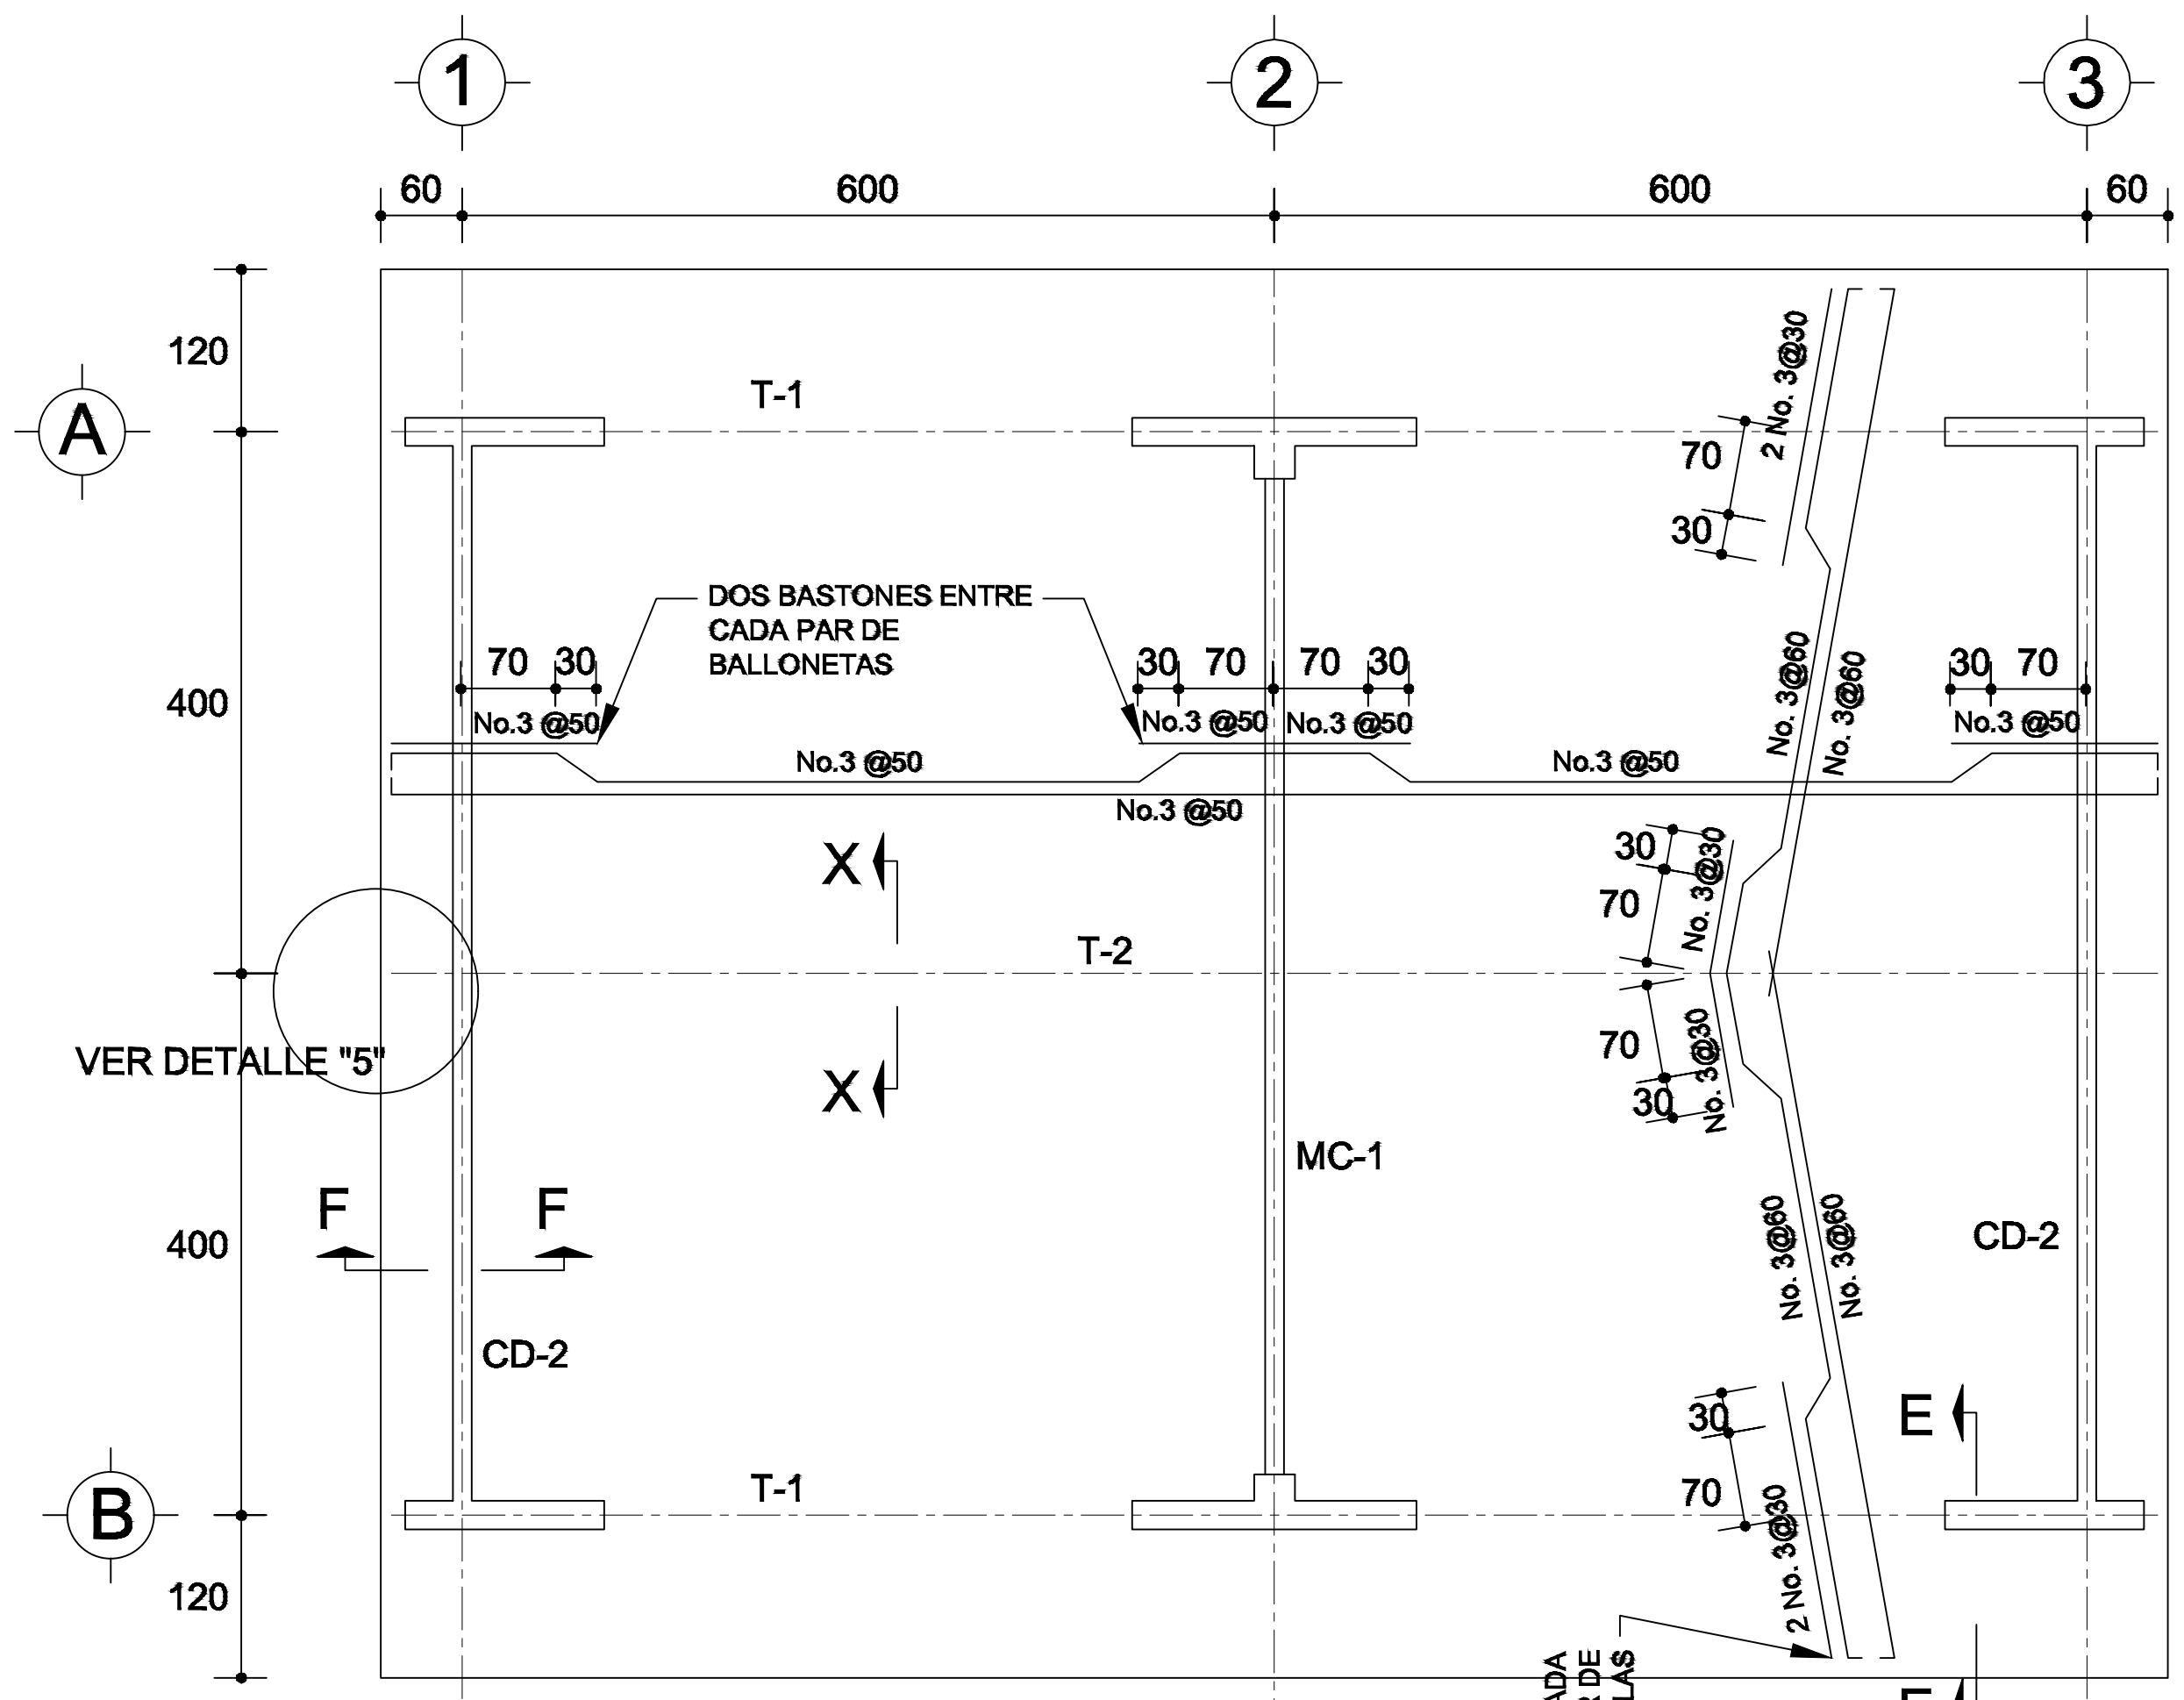 1
2
3
60
600
600
60
120
A
T-1
2 No. 3@30
70
30
DOS BASTONES ENTRE
CADA PAR DE
BALLONETAS
400
70
30
30
70
70
30
30
70
No.3 @50
No.3 @50
No.3 @50
No.3 @50
No. 3@60
No. 3@60
No.3 @50
No.3 @50
No.3 @50
X
30
70
No. 3@30
T-2
VER DETALLE "5"
X
70
30
No. 3@30
MC-1
F
F
400
No. 3@60
No. 3@60
CD-2
CD-2
30
70
E
B
T-1
2 No. 3@30
120